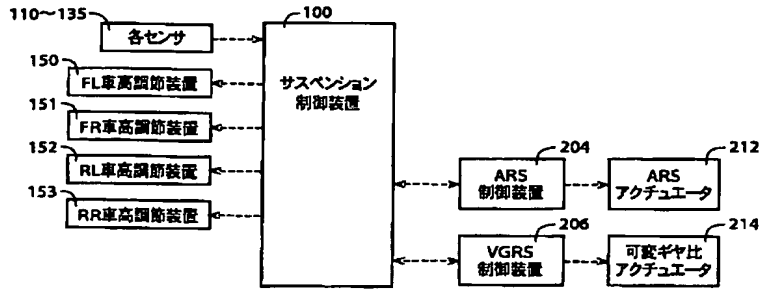 110～135
各センサ
100
サスペンション
制御装置
150
FL車高調節装置
151
FR車高調節装置
152
RL車高調節装置
153
RR車高調節装置
204
ARS
制御装置
212
ARS
アクチュエータ
206
VGRS
制御装置
214
可変ギヤ比
アクチュエータ